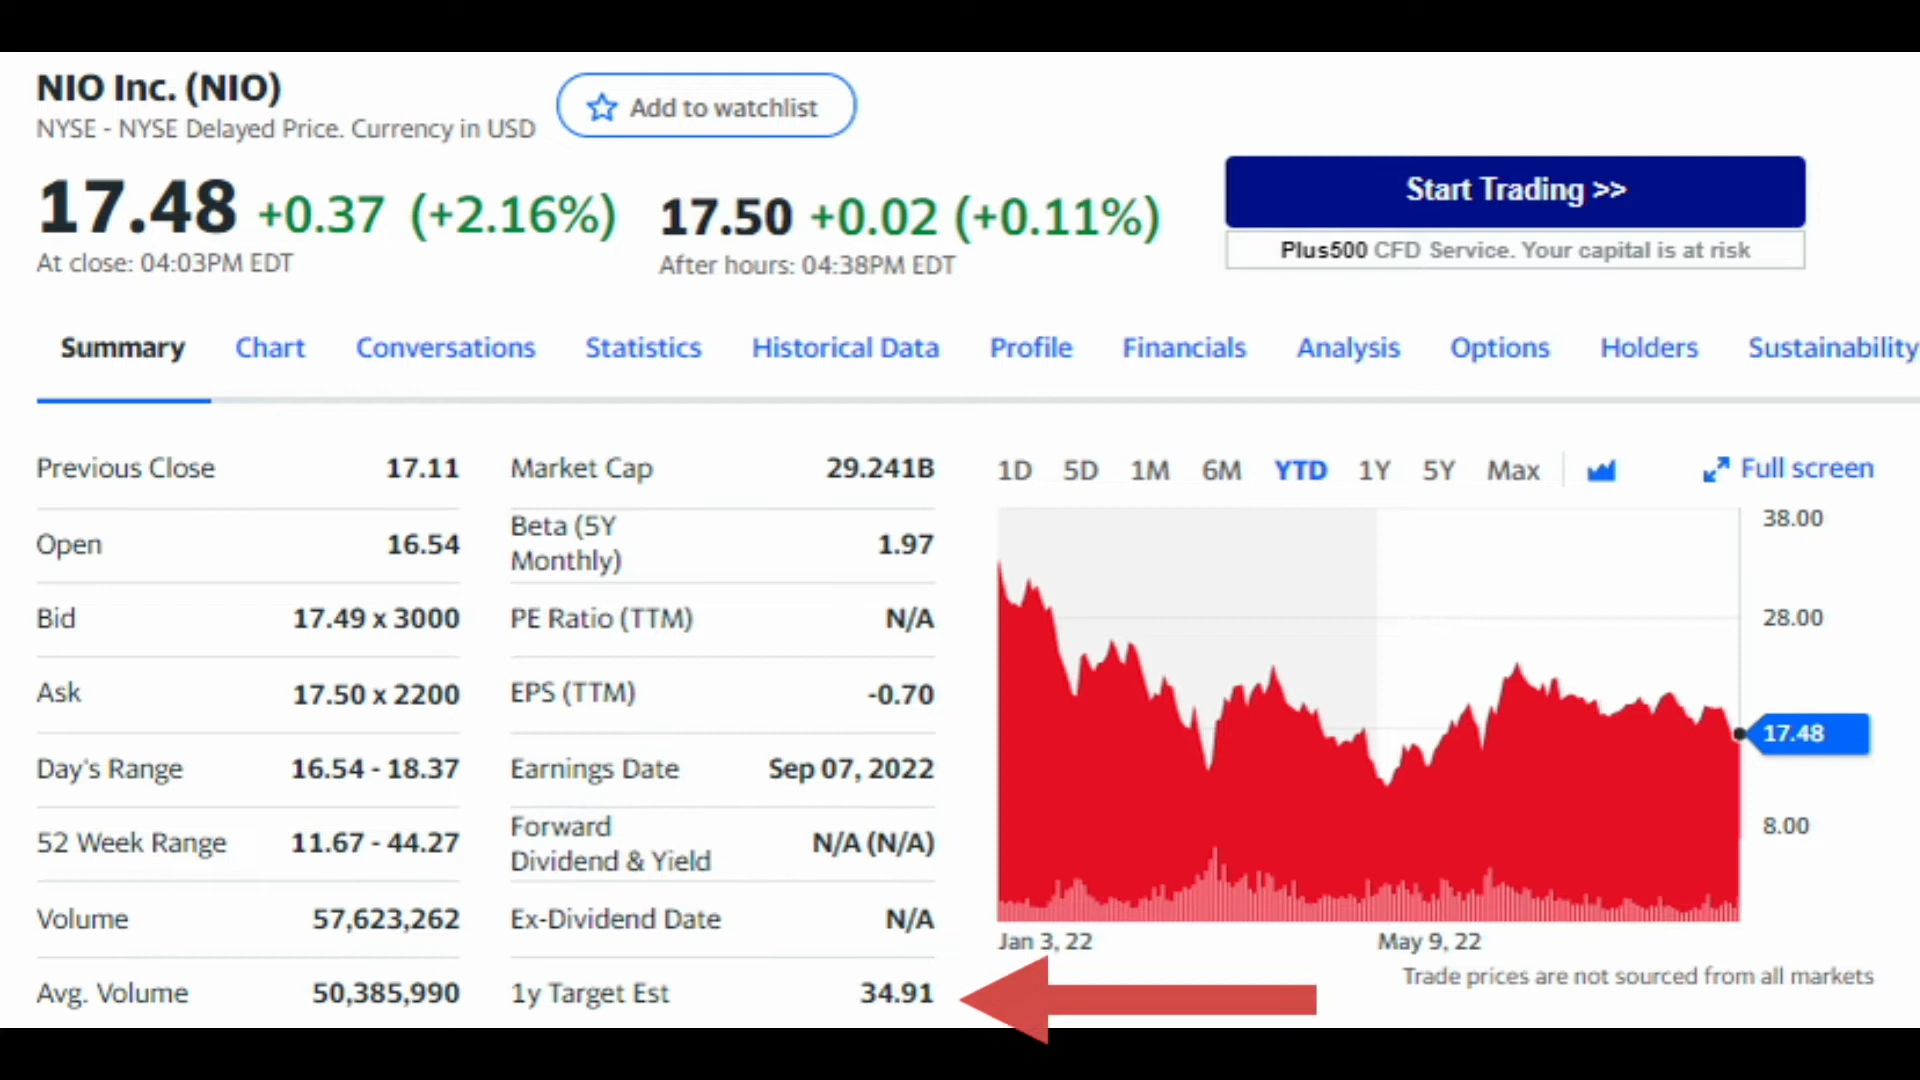 NIO Inc. (NIO)
NYSE - NYSE Delayed Price. Currency in USD
Add to watchlist
17.48 +0.37 (+2.16%)
At close: 04:03PM EDT
17.50 +0.02 (+0.11%)
After hours: 04:38PM EDT
Start Trading >>
Plus500 CFD Service. Your capital is at risk
Summary Chart Conversations Statistics Historical Data Profile Financials Analysis Options Holders Sustainability
Previous Close 17.11
Open 16.54
Bid 17.49 x 3000
Ask 17.50 x 2200
Day's Range 16.54 - 18.37
52 Week Range 11.67 - 44.27
Volume 57,623,262
Avg. Volume 50,385,990
Market Cap 29.241B
Beta (5Y
Monthly) 1.97
PE Ratio (TTM) N/A
EPS (TTM) -0.70
Earnings Date Sep 07, 2022
Forward
Dividend & Yield N/A (N/A)
Ex-Dividend Date N/A
1y Target Est 34.91
1D 5D 1M 6M YTD 1Y 5Y Max Full screen
38.00
28.00
17.48
8.00
Jan 3, 22 May 9, 22
Trade prices are not sourced from all markets